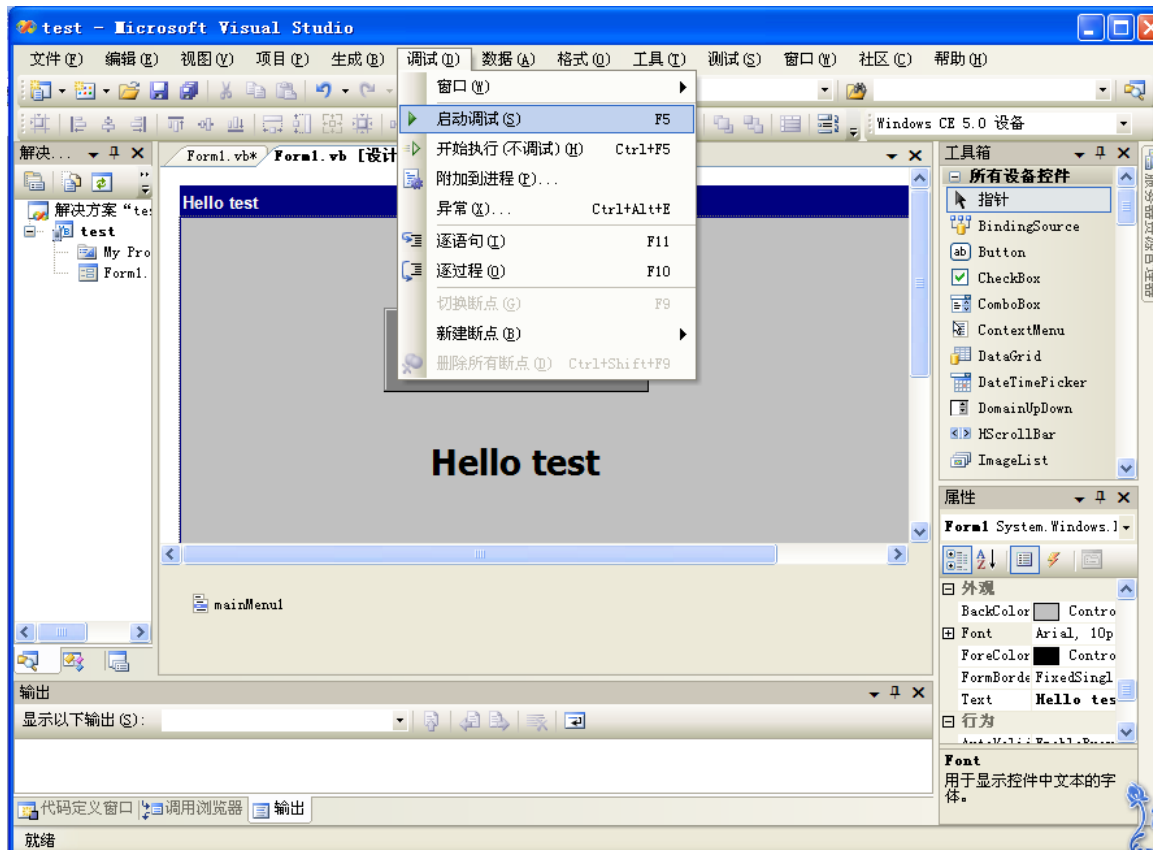 test - Microsoft Visual Studio
文件(F) 编辑(E) 视图(V) 项目(P) 生成(B) 调试(D) 数据(A) 格式(O) 工具(T) 测试(S) 窗口(W) 社区(C) 帮助(H)
窗口(W)
启动调试(S) F5
开始执行(不调试)(H) Ctrl+F5
附加到进程(P)...
异常(X)... Ctrl+Alt+E
逐语句(I) F11
逐过程(O) F10
切换断点(G) F9
新建断点(B)
删除所有断点(D) Ctrl+Shift+F9
Windows CE 5.0 设备
解决...
解决方案“te
test
My Pro
Form1.
Form1.vb* Form1.vb [设计
Hello test
Hello test
mainMenu1
工具箱
所有设备控件
指针
BindingSource
Button
CheckBox
ComboBox
ContextMenu
DataGrid
DateTimePicker
DomainUpDown
HScrollBar
ImageList
属性
Form1 System.Windows.
外观
BackColor Contro
Font Arial, 10p
ForeColor Contro
FormBorde FixedSingl
Text Hello tes
行为
Font
用于显示控件中文本的字
体。
输出
显示以下输出(S):
代码定义窗口 调用浏览器 输出
就绪